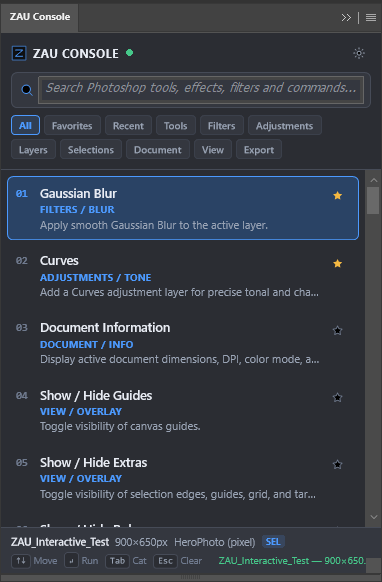 ZAU Console
ZAU CONSOLE
Search Photoshop tools, effects, filters and commands...
All Favorites Recent Tools Filters Adjustments
Layers Selections Document View Export
01 Gaussian Blur
FILTERS / BLUR
Apply smooth Gaussian Blur to the active layer.
02 Curves
ADJUSTMENTS / TONE
Add a Curves adjustment layer for precise tonal and cha...
03 Document Information
DOCUMENT / INFO
Display active document dimensions, DPI, color mode, a...
04 Show / Hide Guides
VIEW / OVERLAY
Toggle visibility of canvas guides.
05 Show / Hide Extras
VIEW / OVERLAY
Toggle visibility of selection edges, guides, grid, and tar...
ZAU_Interactive_Test 900×650px HeroPhoto (pixel) SEL
↑↓ Move ↲ Run Tab Cat Esc Clear ZAU_Interactive_Test — 900×650.